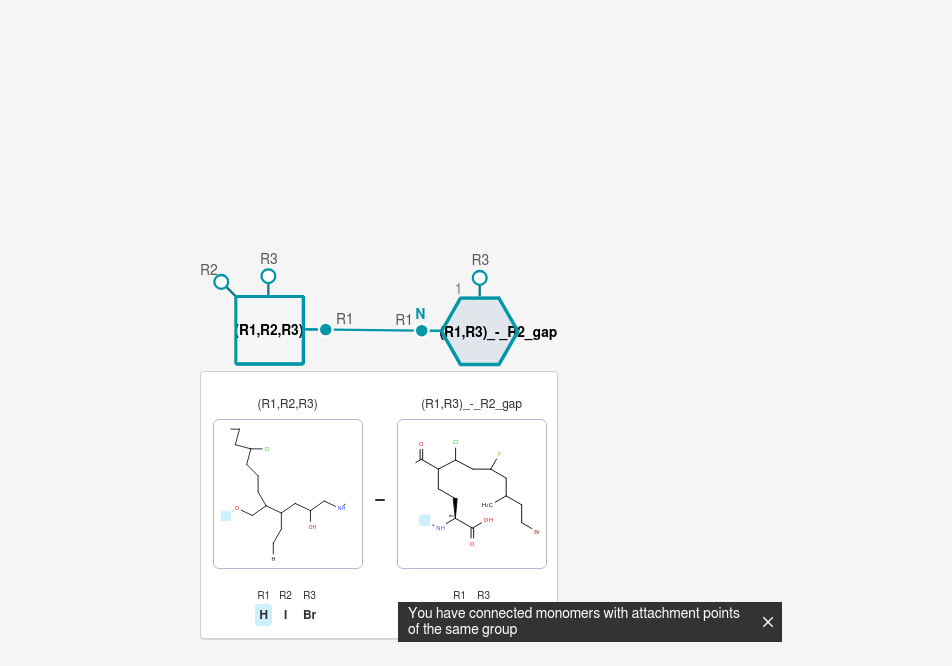 R3
R3
R2
1
N
R1
R1
(R1,R2,R3)
(R1,R3)_-_R2_gap
(R1,R2,R3)
(R1,R3)_-_R2_gap
Cl
O
OH
NH
H
–
O
Cl
F
H₃C
NH
OH
O
Br
R1 R2 R3
H I Br
R1 R3
You have connected monomers with attachment points
of the same group